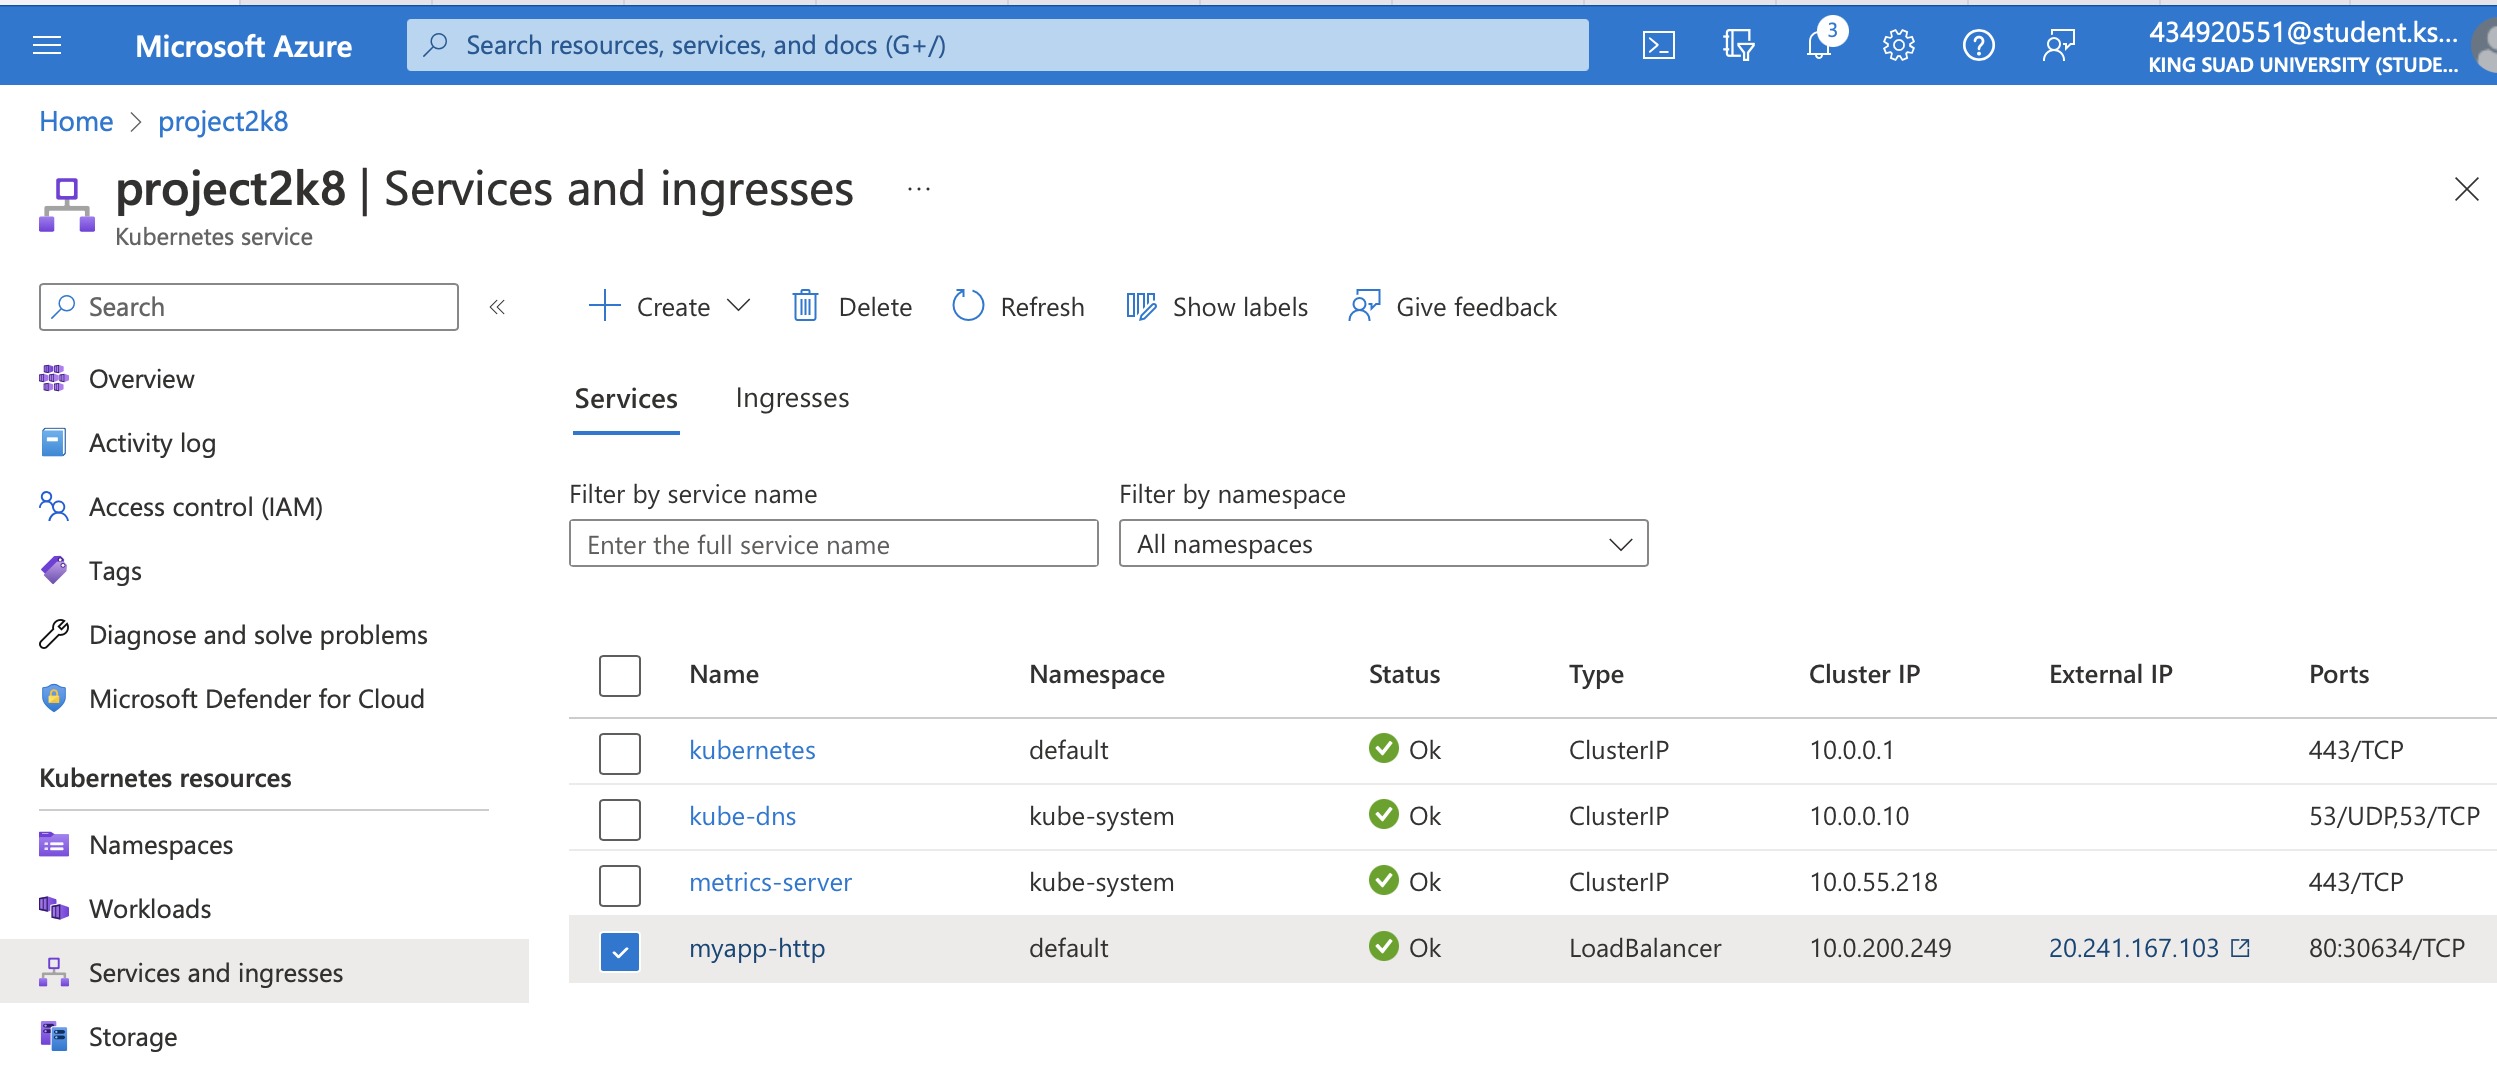 Microsoft Azure
Search resources, services, and docs (G+/)
3
434920551@student.ks...
KING SUAD UNIVERSITY (STUDE...
Home > project2k8
project2k8 | Services and ingresses ...
Kubernetes service
Search
«
Create
Delete
Refresh
Show labels
Give feedback
Overview
Activity log
Access control (IAM)
Tags
Diagnose and solve problems
Microsoft Defender for Cloud
Kubernetes resources
Namespaces
Workloads
Services and ingresses
Storage
Services Ingresses
Filter by service name Filter by namespace
Enter the full service name All namespaces
Name Namespace Status Type Cluster IP External IP Ports
kubernetes default Ok ClusterIP 10.0.0.1 443/TCP
kube-dns kube-system Ok ClusterIP 10.0.0.10 53/UDP,53/TCP
metrics-server kube-system Ok ClusterIP 10.0.55.218 443/TCP
myapp-http default Ok LoadBalancer 10.0.200.249 20.241.167.103 80:30634/TCP